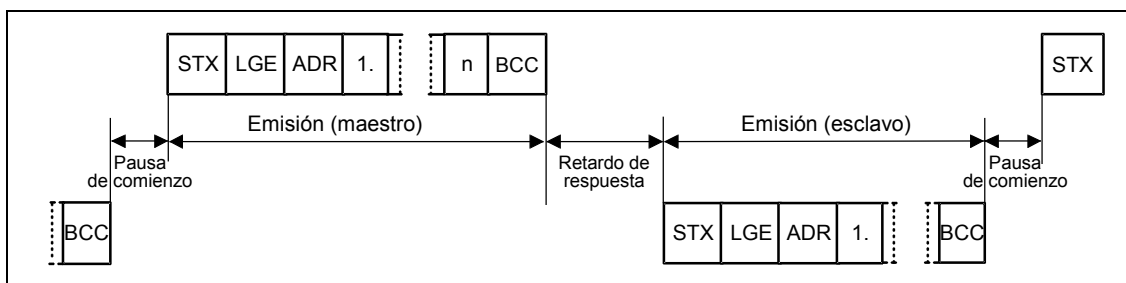 STX LGE ADR 1. n BCC STX
Emisión (maestro) Emisión (esclavo)
Pausa
de comienzo
Retardo de
respuesta
Pausa
de comienzo
BCC STX LGE ADR 1. BCC